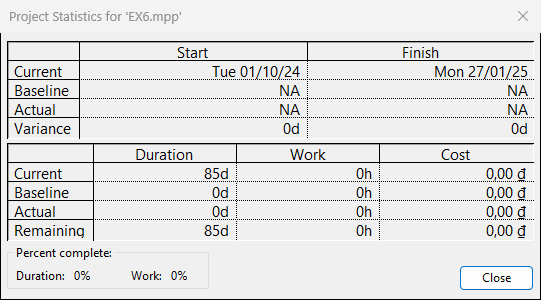 Project Statistics for 'EX6.mpp'
Start Finish
Current Tue 01/10/24 Mon 27/01/25
Baseline NA NA
Actual NA NA
Variance 0d 0d
Duration Work Cost
Current 85d 0h 0,00 ₫
Baseline 0d 0h 0,00 ₫
Actual 0d 0h 0,00 ₫
Remaining 85d 0h 0,00 ₫
Percent complete:
Duration: 0% Work: 0%
Close